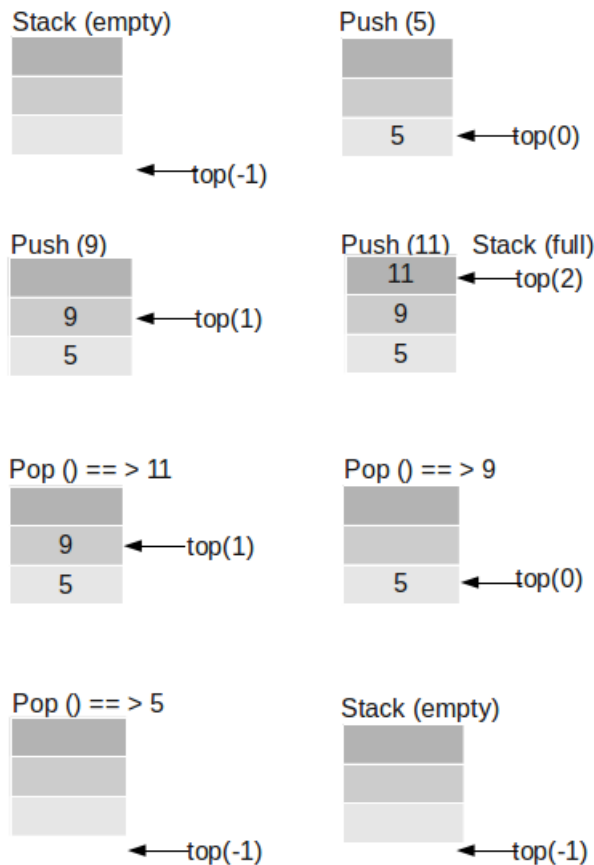 Stack (empty)
top(-1)
Push (5)
5
top(0)
Push (9)
9
top(1)
5
Push (11)
Stack (full)
11
top(2)
9
5
Pop () == > 11
9
top(1)
5
Pop () == > 9
5
top(0)
Pop () == > 5
top(-1)
Stack (empty)
top(-1)